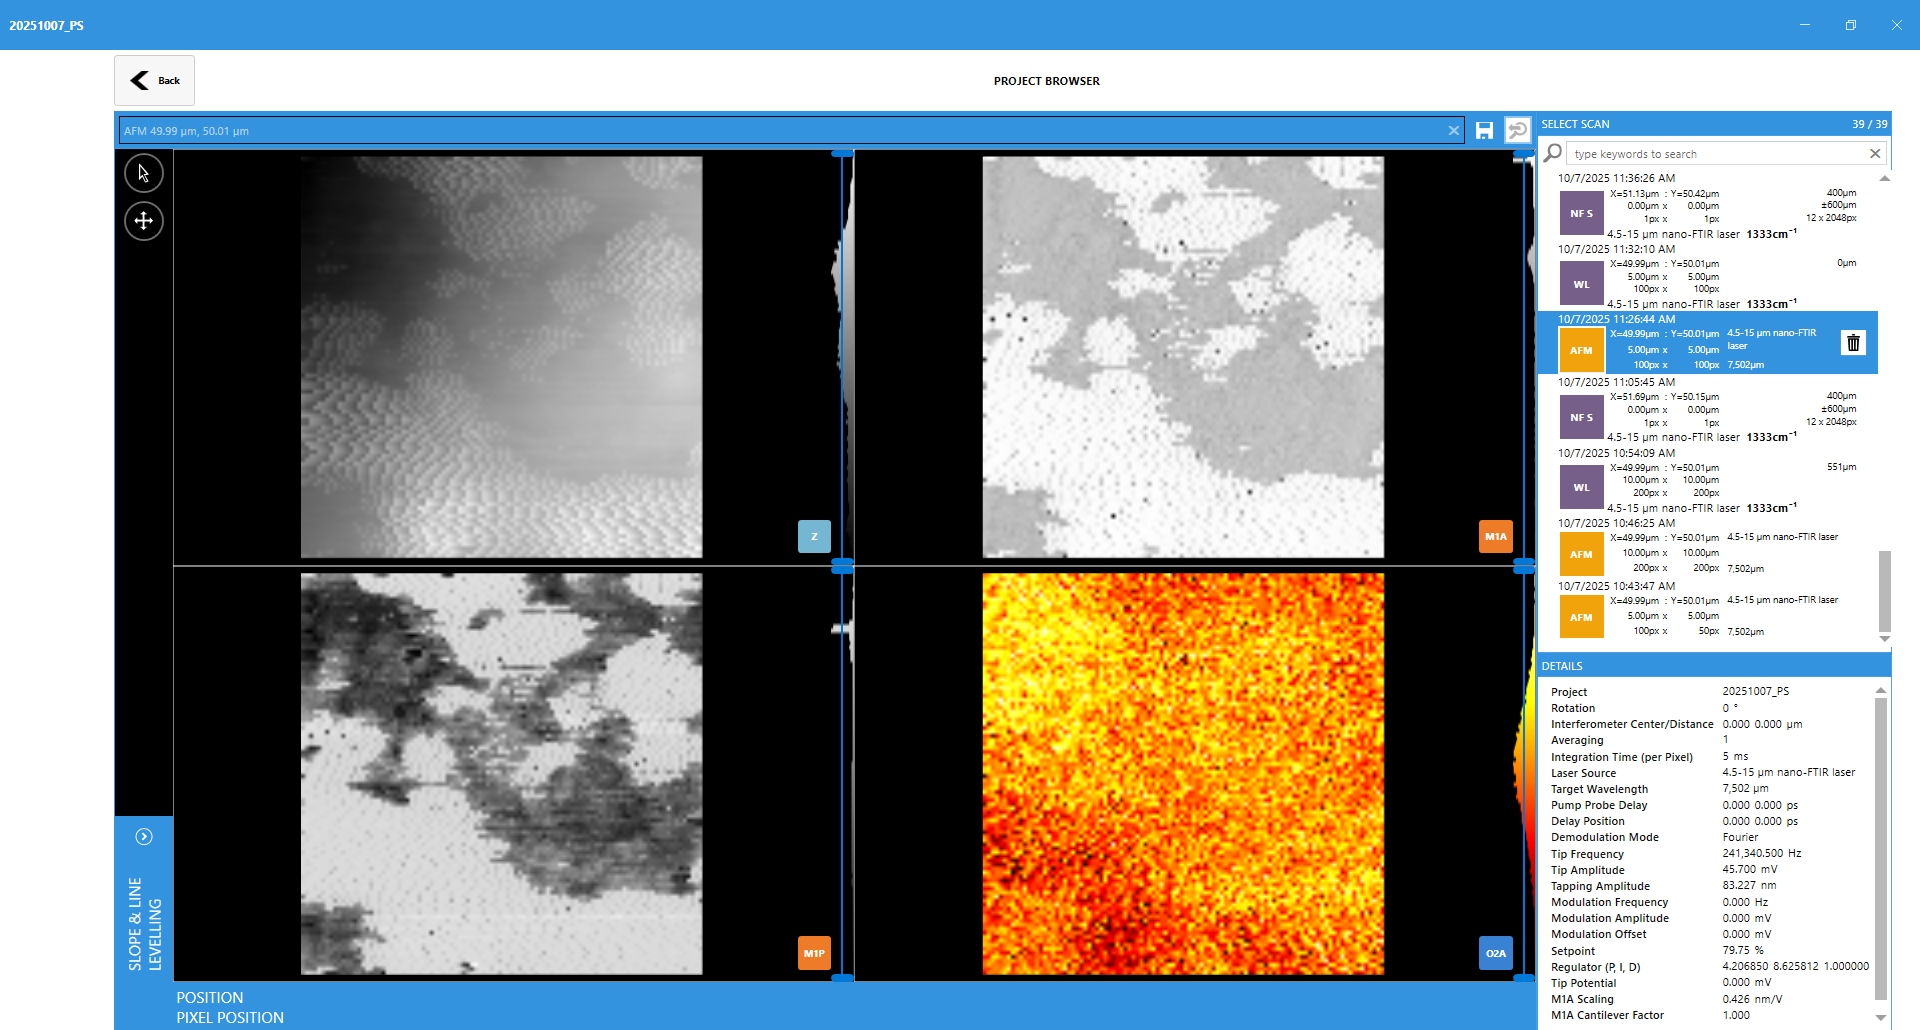 20251007_PS
Back
PROJECT BROWSER
AFM 49.99 µm, 50.01 µm
SELECT SCAN 39 / 39
type keywords to search
10/7/2025 11:36:26 AM
NF S
X=51.13µm : Y=50.42µm 400µm
0.00µm x 0.00µm ±600µm
1px x 1px 12 x 2048px
4.5-15 µm nano-FTIR laser 1333cm⁻¹
10/7/2025 11:32:10 AM
WL
X=49.99µm : Y=50.01µm 0µm
5.00µm x 5.00µm
100px x 100px
4.5-15 µm nano-FTIR laser 1333cm⁻¹
10/7/2025 11:26:44 AM
AFM
X=49.99µm : Y=50.01µm 4.5-15 µm nano-FTIR
laser
5.00µm x 5.00µm
100px x 100px 7,502µm
10/7/2025 11:05:45 AM
NF S
X=51.69µm : Y=50.15µm 400µm
0.00µm x 0.00µm ±600µm
1px x 1px 12 x 2048px
4.5-15 µm nano-FTIR laser 1333cm⁻¹
10/7/2025 10:54:09 AM
WL
X=49.99µm : Y=50.01µm 551µm
10.00µm x 10.00µm
200px x 200px
4.5-15 µm nano-FTIR laser 1333cm⁻¹
10/7/2025 10:46:25 AM
AFM
X=49.99µm : Y=50.01µm 4.5-15 µm nano-FTIR laser
10.00µm x 10.00µm
200px x 200px 7,502µm
10/7/2025 10:43:47 AM
AFM
X=49.99µm : Y=50.01µm 4.5-15 µm nano-FTIR laser
5.00µm x 5.00µm
100px x 50px 7,502µm
Z
M1A
M1P
O2A
SLOPE & LINE
LEVELLING
POSITION
PIXEL POSITION
DETAILS
Project 20251007_PS
Rotation 0 °
Interferometer Center/Distance 0.000 0.000 µm
Averaging 1
Integration Time (per Pixel) 5 ms
Laser Source 4.5-15 µm nano-FTIR laser
Target Wavelength 7,502 µm
Pump Probe Delay 0.000 0.000 ps
Delay Position 0.000 0.000 ps
Demodulation Mode Fourier
Tip Frequency 241,340.500 Hz
Tip Amplitude 45.700 mV
Tapping Amplitude 83.227 nm
Modulation Frequency 0.000 Hz
Modulation Amplitude 0.000 mV
Modulation Offset 0.000 mV
Setpoint 79.75 %
Regulator (P, I, D) 4.206850 8.625812 1.000000
Tip Potential 0.000 mV
M1A Scaling 0.426 nm/V
M1A Cantilever Factor 1.000